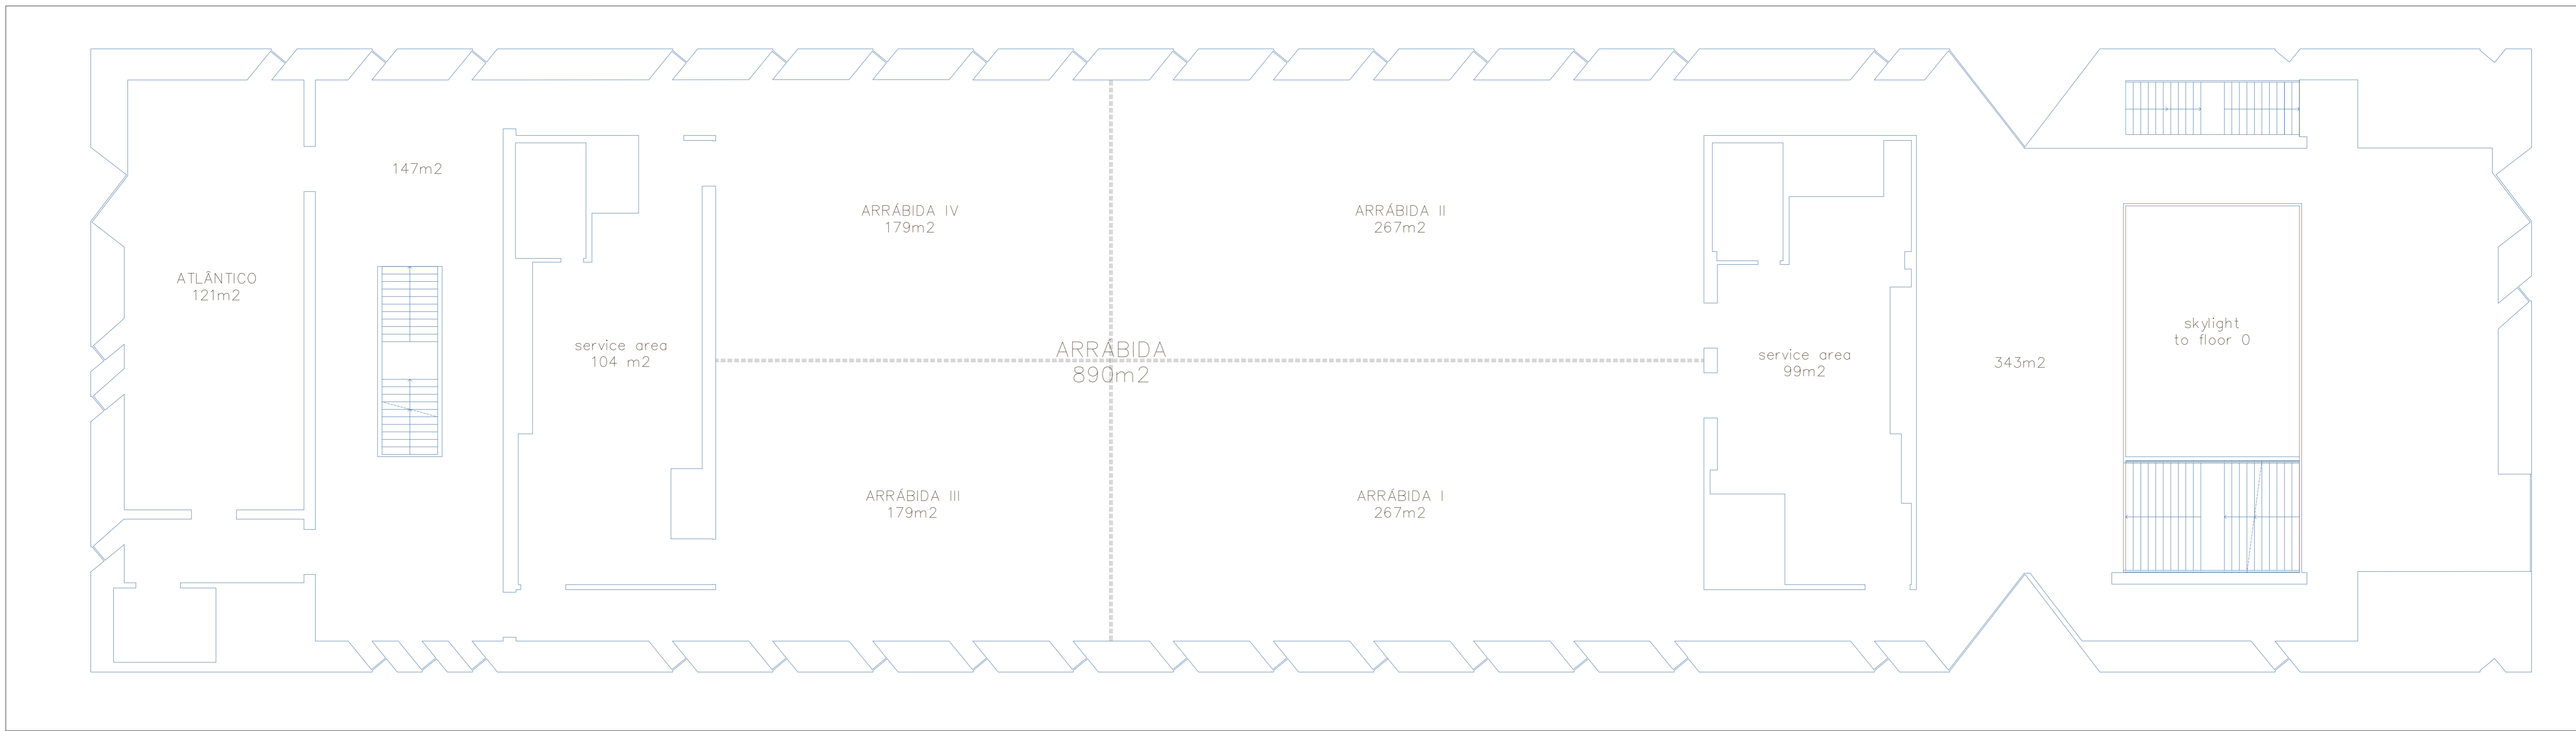 147m2
ARRÁBIDA IV
179m2
ARRÁBIDA II
267m2
ATLÂNTICO
121m2
service area
104 m2
ARRÁBIDA
890m2
service area
99m2
343m2
skylight
to floor 0
ARRÁBIDA III
179m2
ARRÁBIDA I
267m2